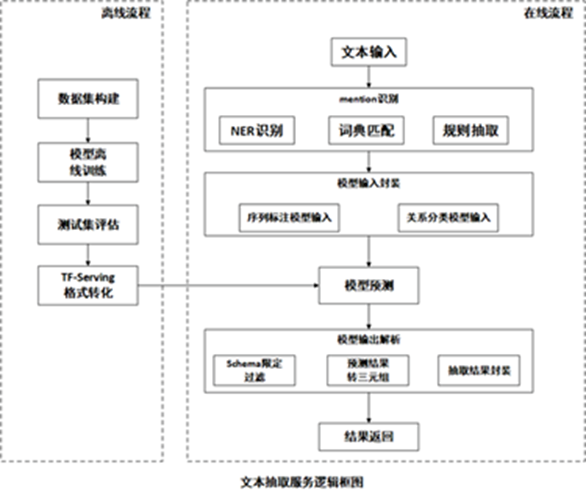 离线流程
数据集构建
模型离
线训练
测试集评估
TF-Serving
格式转化
在线流程
文本输入
mention识别
NER识别
词典匹配
规则抽取
模型输入封装
序列标注模型输入
关系分类模型输入
模型预测
模型输出解析
Schema限定
过滤
预测结果
转三元组
抽取结果封装
结果返回
文本抽取服务逻辑框图